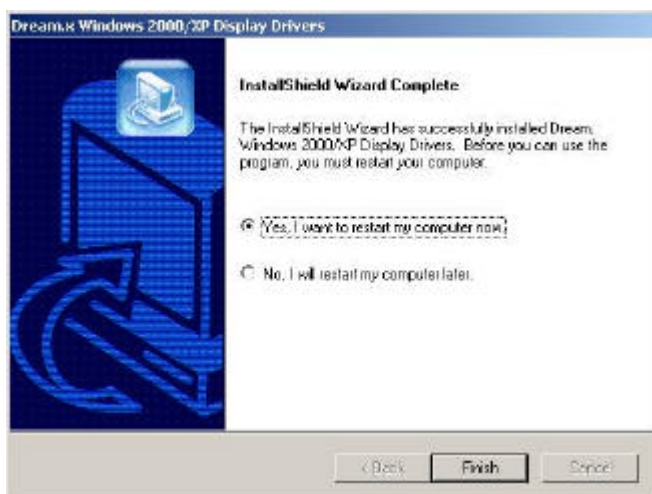 Dream.x Windows 2000/XP Display Drivers
InstallShield Wizard Complete
The InstallShield Wizard has successfully installed Dream.
Windows 2000/XP Display Drivers. Before you can use the
program, you must restart your computer.
Yes, I want to restart my computer now.
No, I will restart my computer later.
< Back
Finish
Cancel